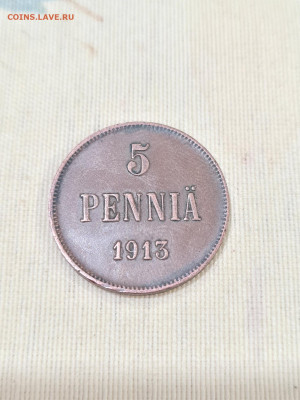 COINS.LAVE.RU
5
PENNIÄ
1913